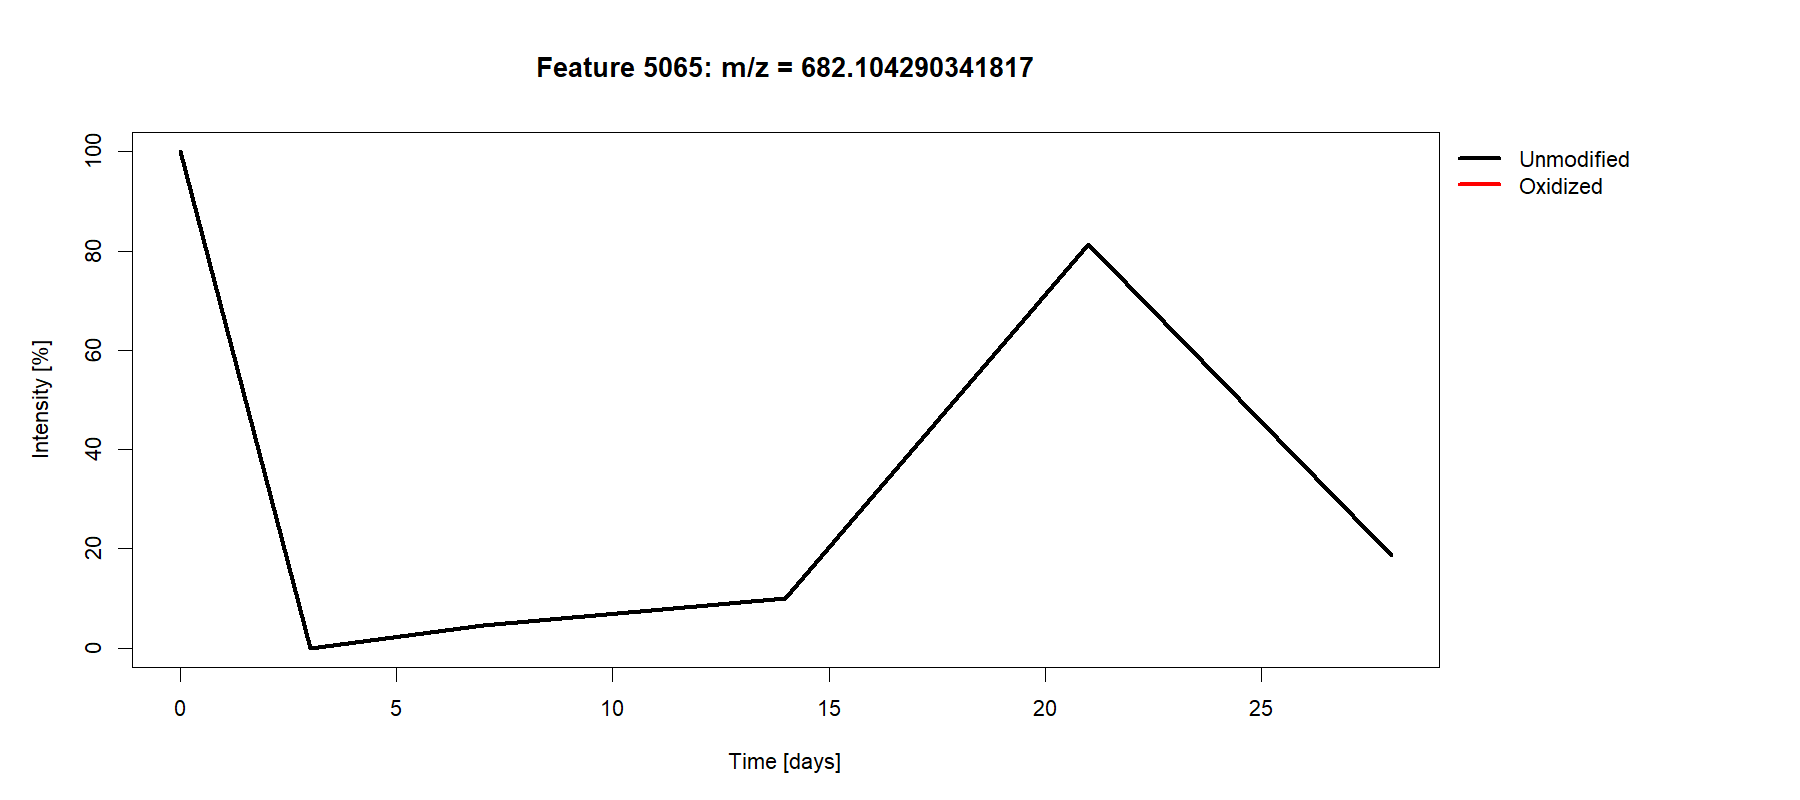 Feature 5065: m/z = 682.104290341817
Unmodified
Oxidized
Intensity [%]
100
80
60
40
20
0
0 5 10 15 20 25
Time [days]